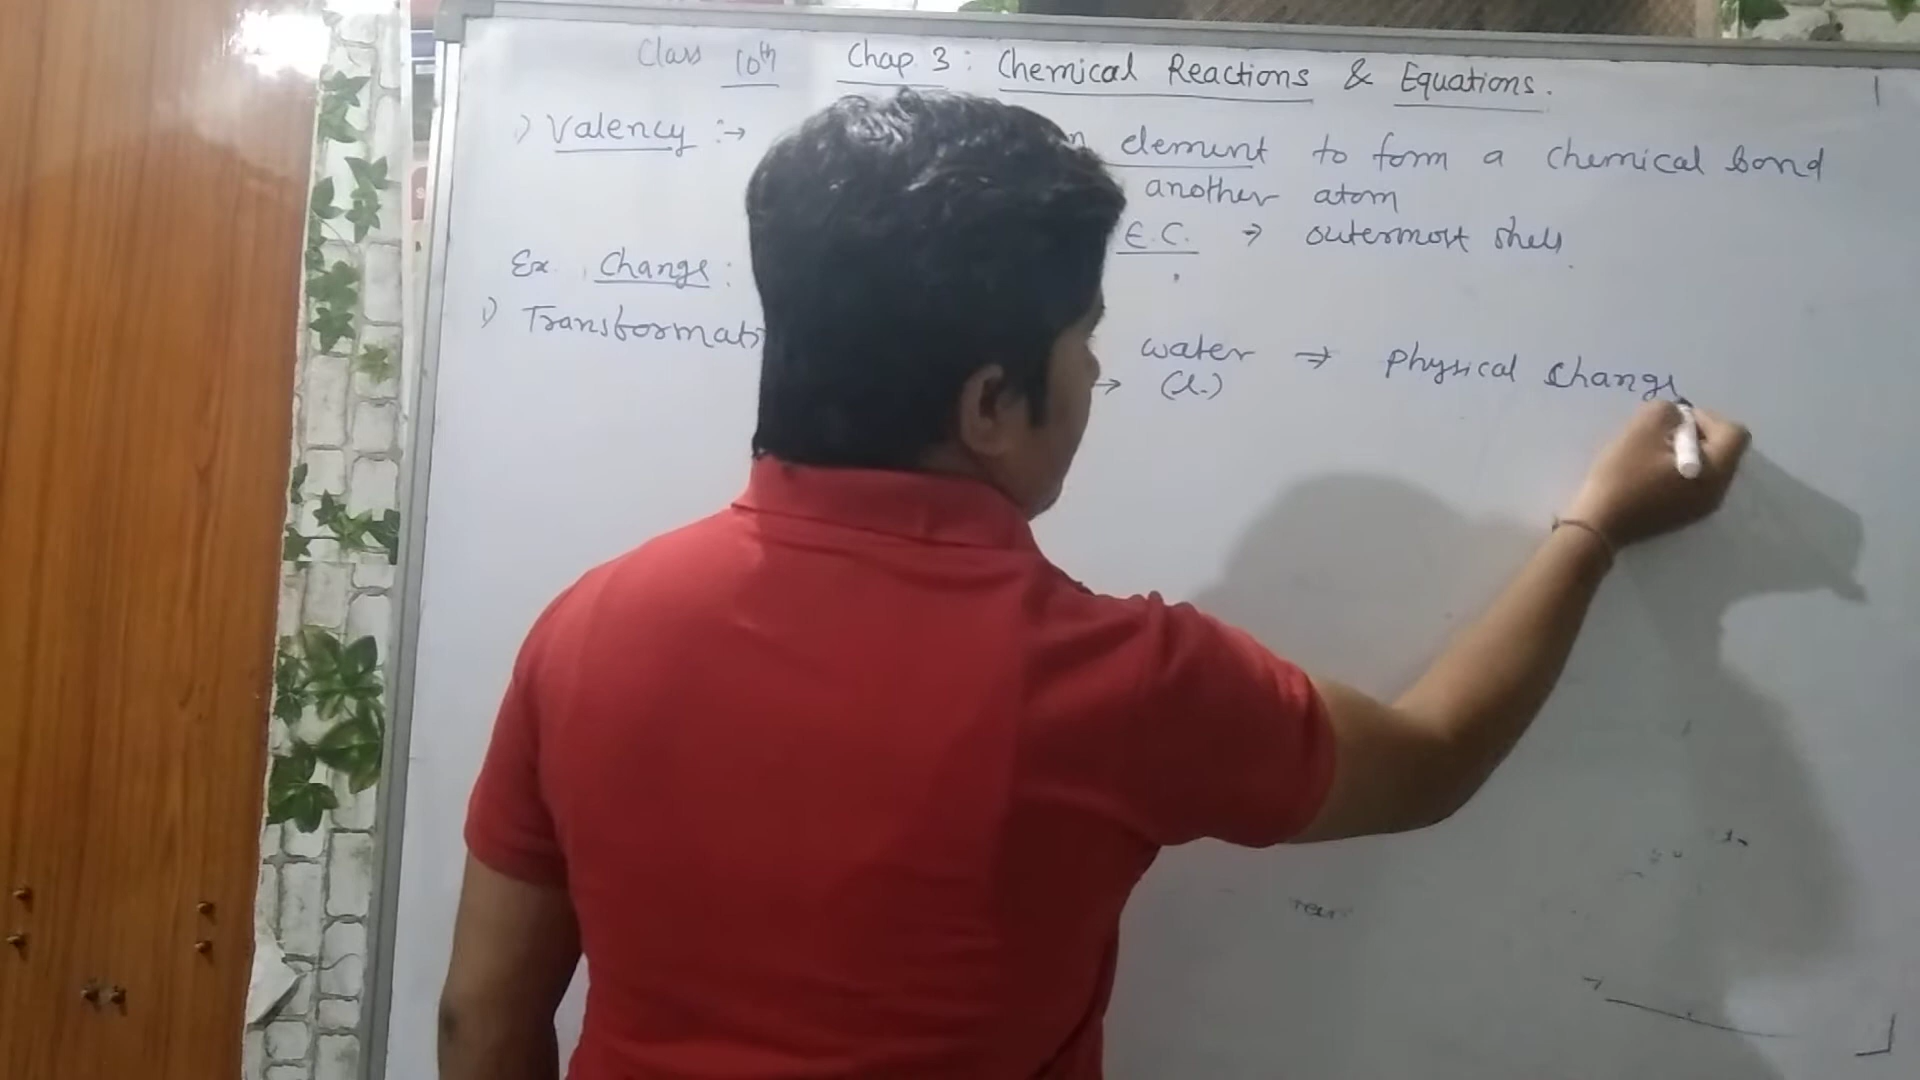 Class 10th Chap 3: Chemical Reactions & Equations.
1) Valency :→ element to form a chemical bond
another atom
E.C. → outermost shell.
Ex. Change :
1) Transformati
water ⇒ Physical Change
→ (l.)